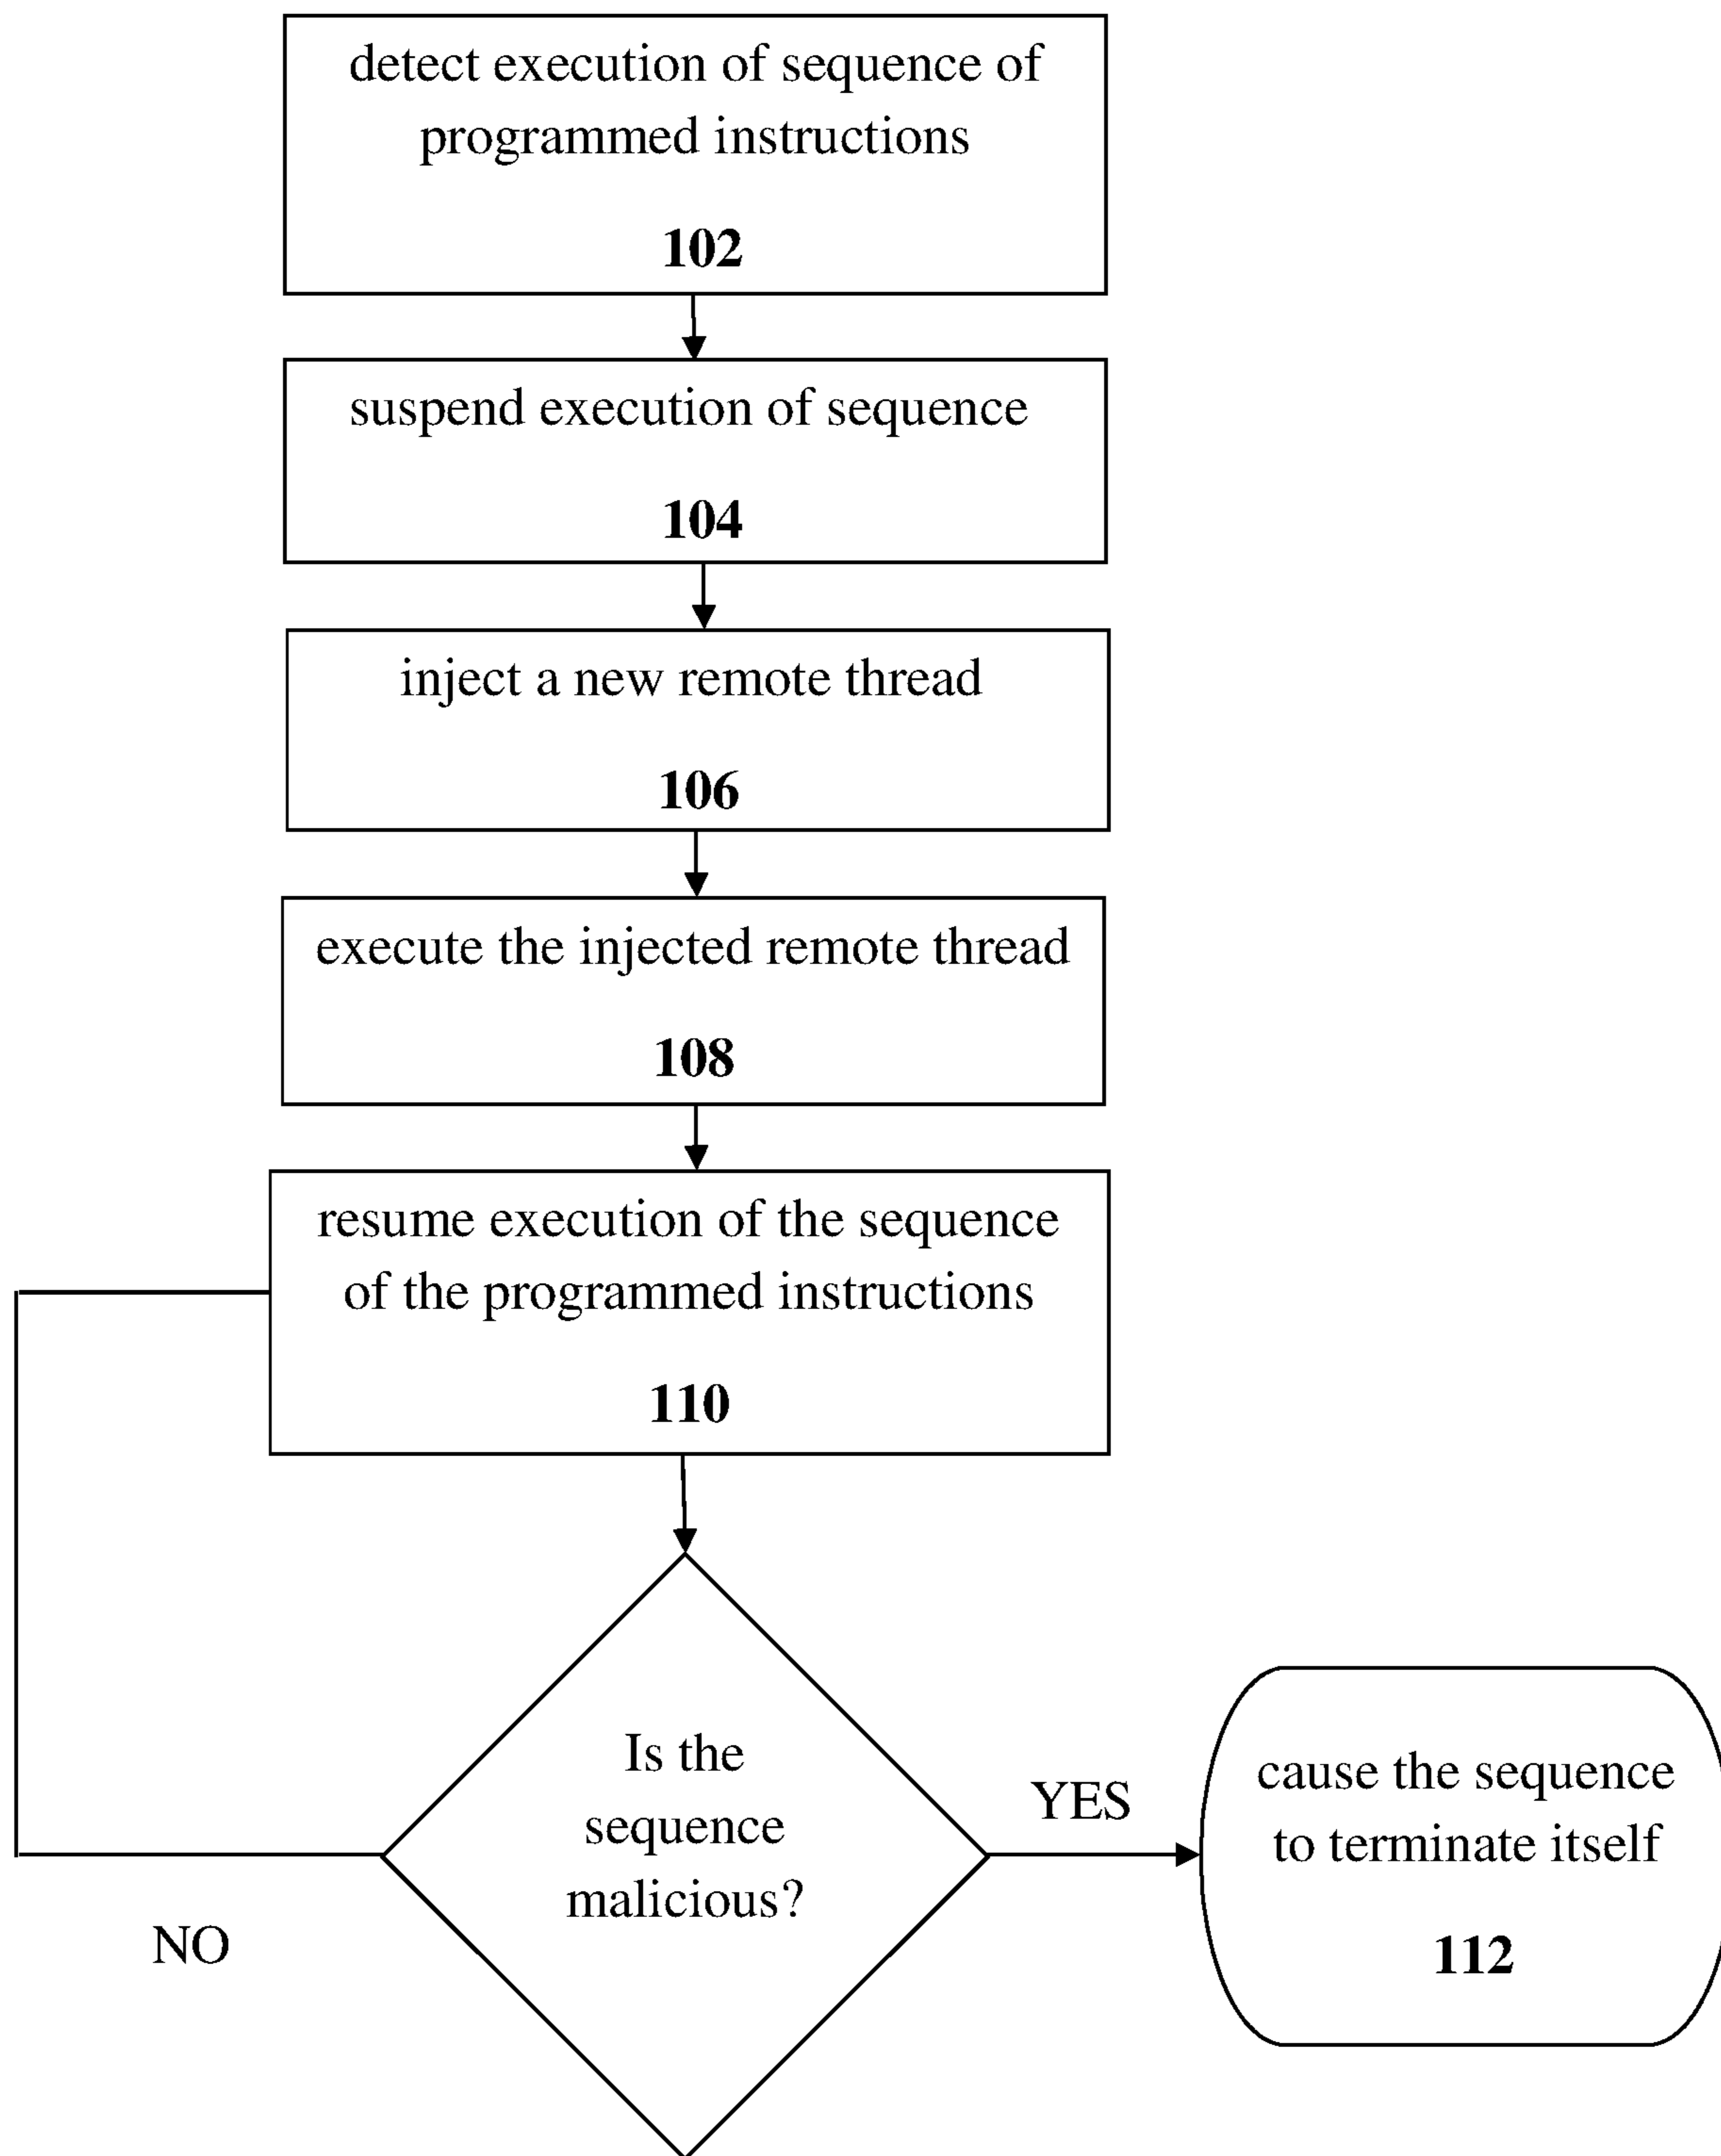 detect execution of sequence of
programmed instructions
102
suspend execution of sequence
104
inject a new remote thread
106
execute the injected remote thread
108
resume execution of the sequence
of the programmed instructions
110
Is the
sequence
malicious?
YES
NO
cause the sequence
to terminate itself
112